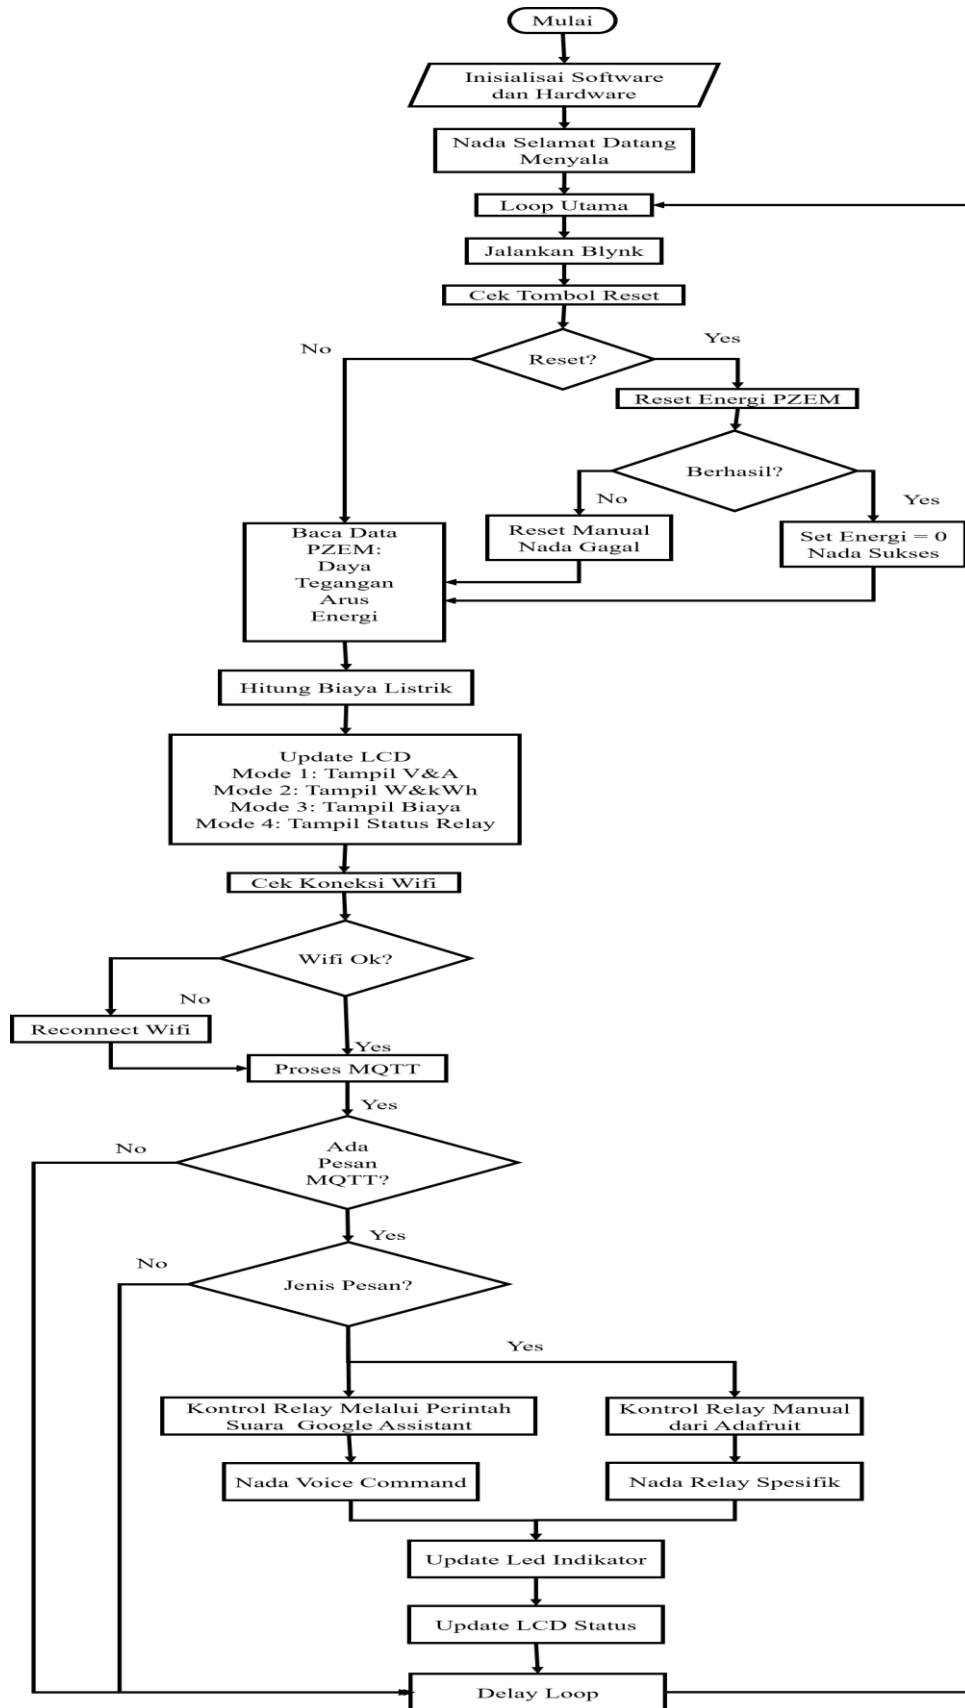 Mulai
Inisialisai Software
dan Hardware
Nada Selamat Datang
Menyala
Loop Utama
Jalankan Blynk
Cek Tombol Reset
Reset?
No
Yes
Reset Energi PZEM
Berhasil?
No
Yes
Reset Manual
Nada Gagal
Set Energi = 0
Nada Sukses
Baca Data
PZEM:
Daya
Tegangan
Arus
Energi
Hitung Biaya Listrik
Update LCD
Mode 1: Tampil V&A
Mode 2: Tampil W&kWh
Mode 3: Tampil Biaya
Mode 4: Tampil Status Relay
Cek Koneksi Wifi
Wifi Ok?
No
Reconnect Wifi
Yes
Proses MQTT
Yes
No
Ada
Pesan
MQTT?
Yes
No
Jenis Pesan?
Yes
Kontrol Relay Melalui Perintah
Suara  Google Assistant
Kontrol Relay Manual
dari Adafruit
Nada Voice Command
Nada Relay Spesifik
Update Led Indikator
Update LCD Status
Delay Loop